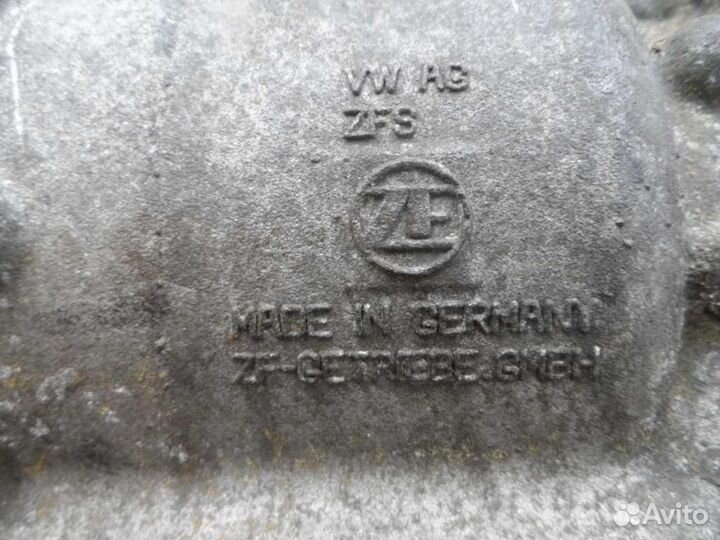 VW AG
ZFS
ZF
MADE IN GERMANY
ZF-GETRIEBE.GMBH
Avito